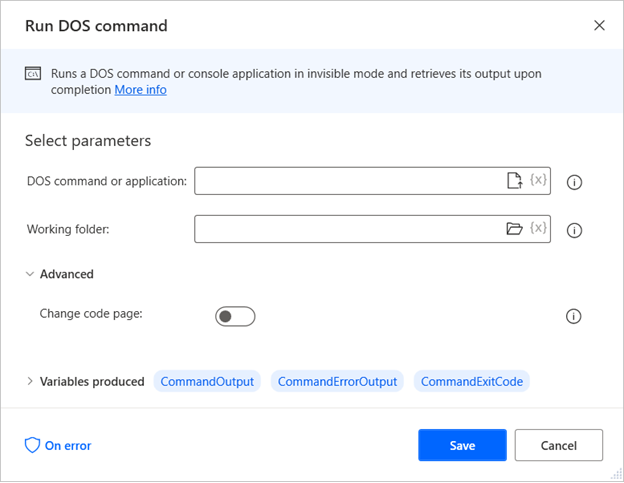 Run DOS command
C:\
Runs a DOS command or console application in invisible mode and retrieves its output upon
completion More info
Select parameters
DOS command or application:
{x}
Working folder:
{x}
Advanced
Change code page:
Variables produced CommandOutput CommandErrorOutput CommandExitCode
On error Save Cancel